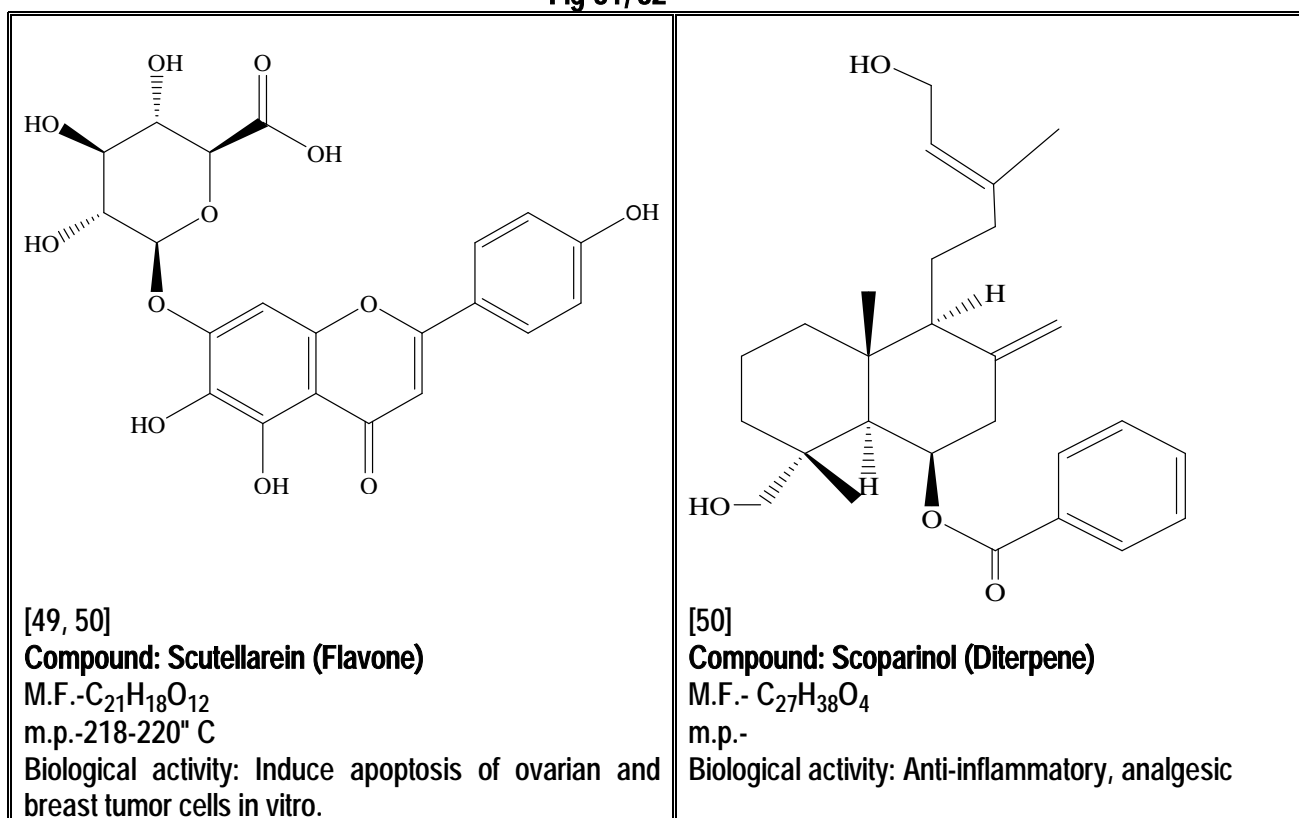 Fig 31/32
OH
O
HO
OH
HO
O
OH
O
O
HO
OH
O
[49, 50]
Compound: Scutellarein (Flavone)
M.F.-C₂₁H₁₈O₁₂
m.p.-218-220" C
Biological activity: Induce apoptosis of ovarian and
breast tumor cells in vitro.
HO
H
H
HO
O
O
[50]
Compound: Scoparinol (Diterpene)
M.F.- C₂₇H₃₈O₄
m.p.-
Biological activity: Anti-inflammatory, analgesic